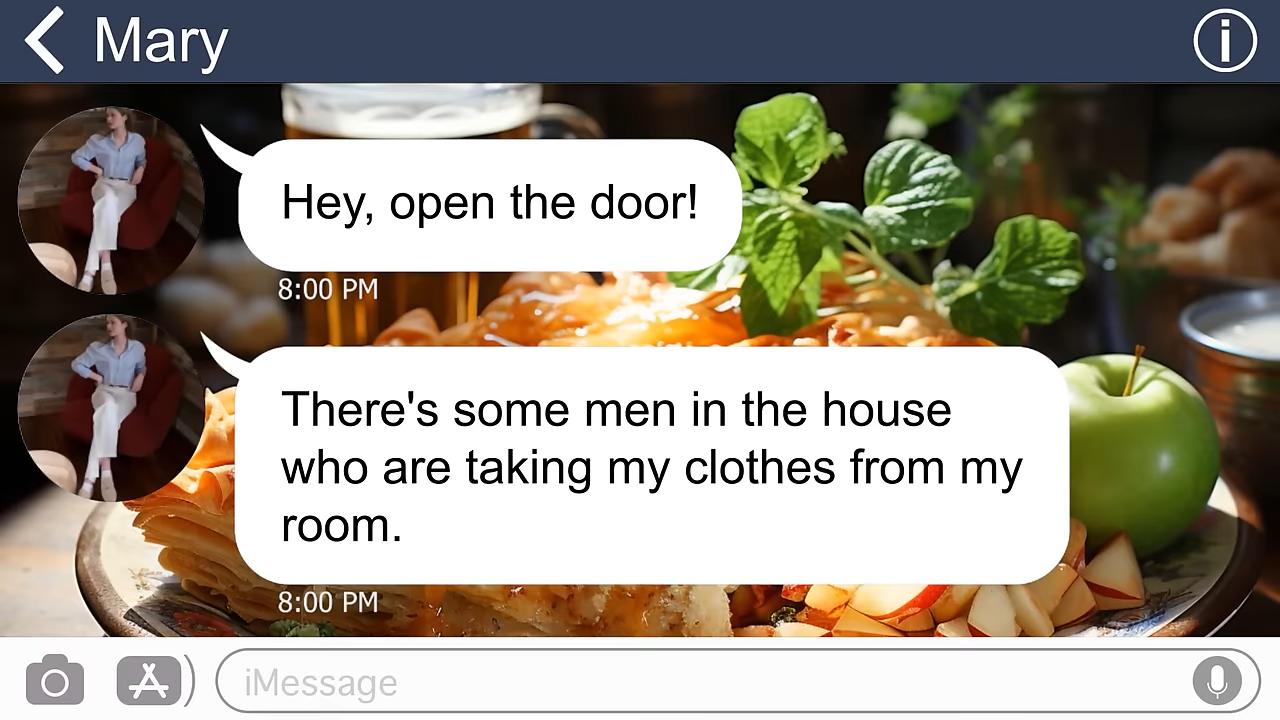 Mary
Hey, open the door!
8:00 PM
There's some men in the house
who are taking my clothes from my
room.
8:00 PM
iMessage